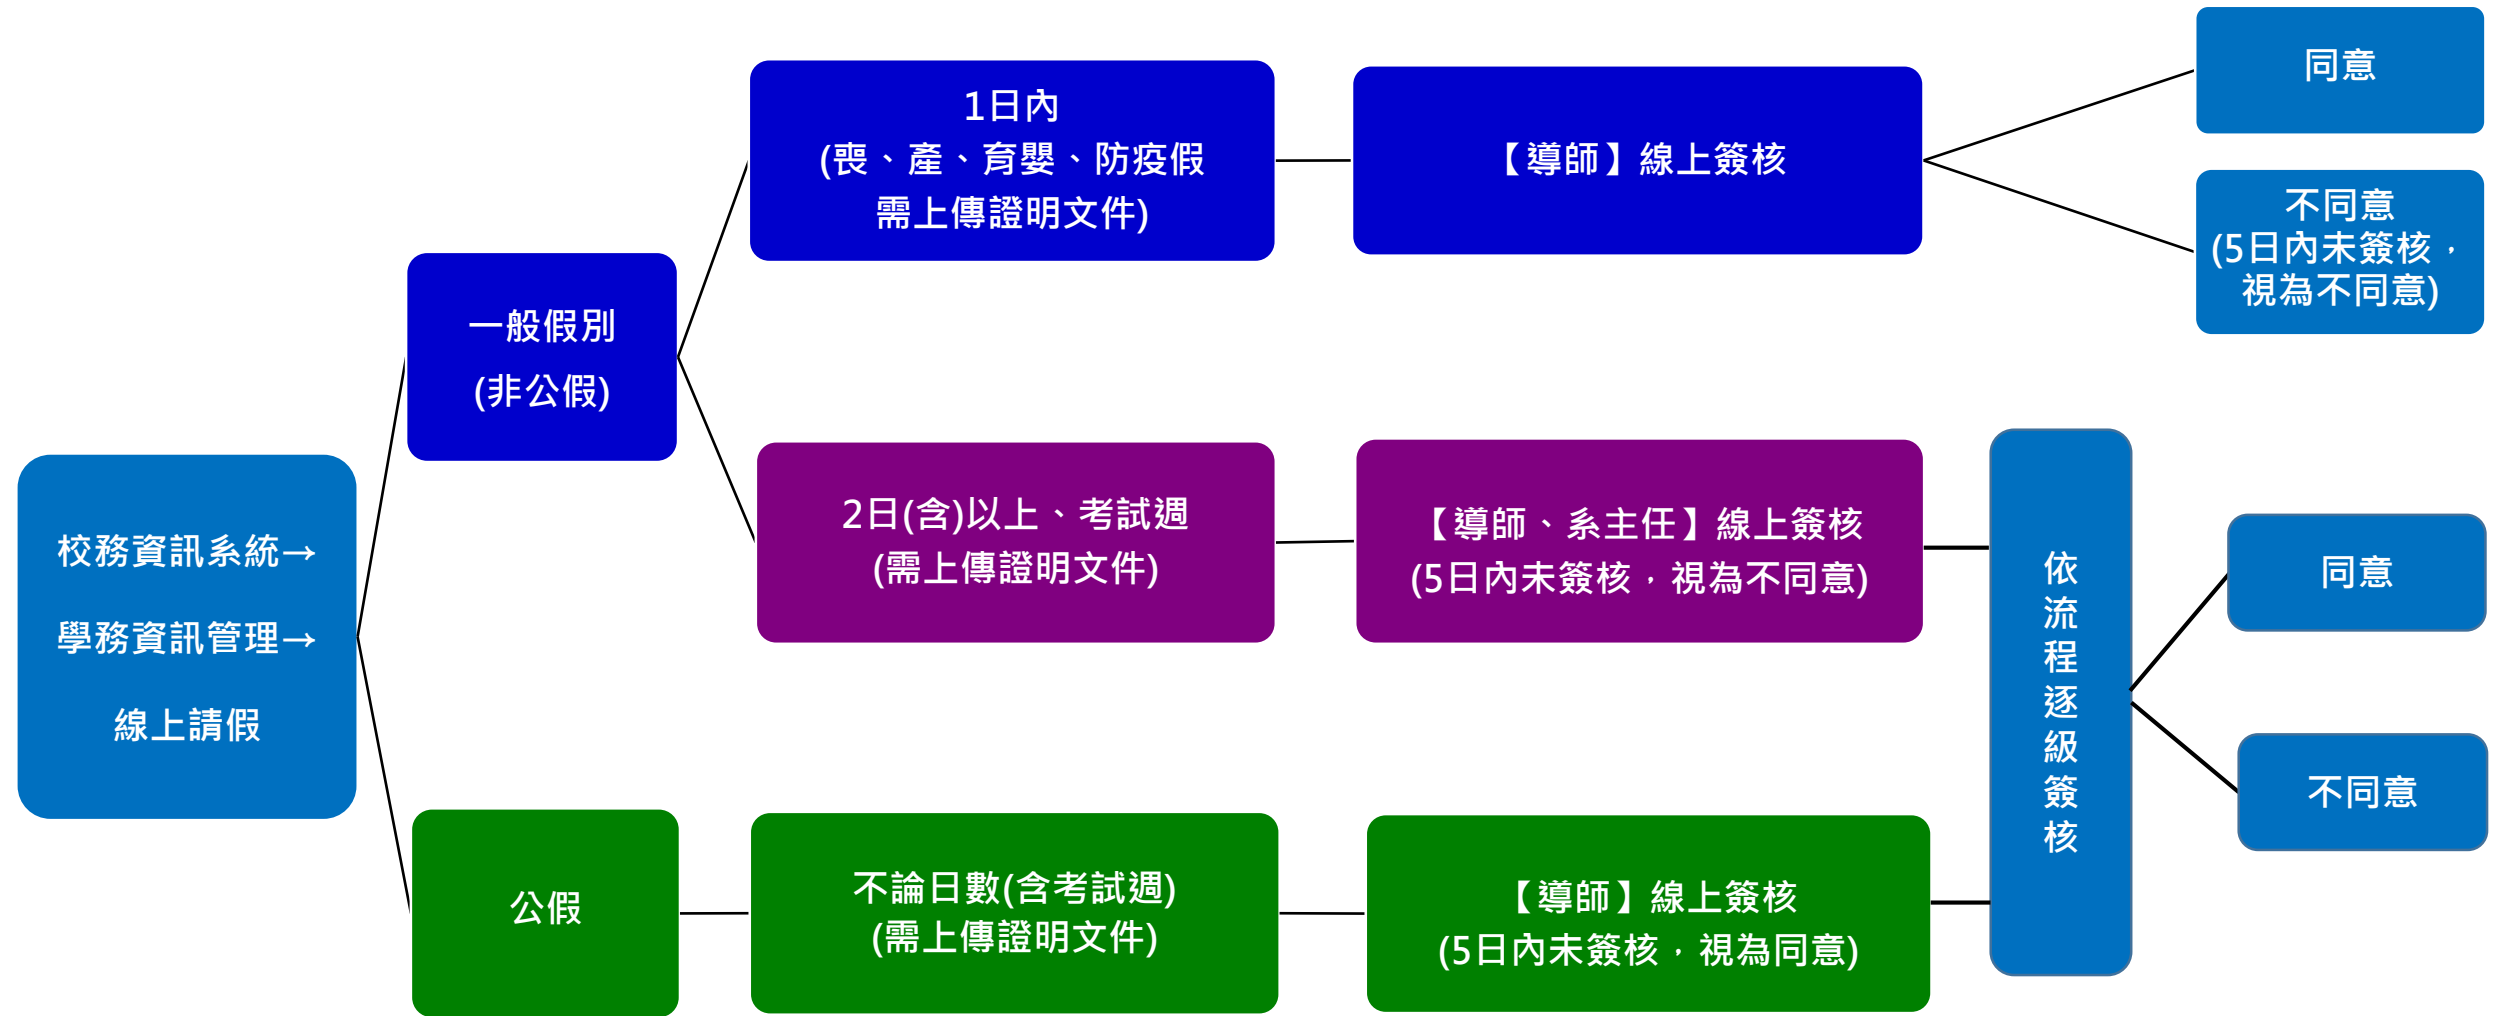 校務資訊系統→
學務資訊管理→
線上請假
一般假別
(非公假)
1日內
(喪、產、育嬰、防疫假
需上傳證明文件)
【導師】線上簽核
同意
不同意
(5日內未簽核，
視為不同意)
2日(含)以上、考試週
(需上傳證明文件)
【導師、系主任】線上簽核
(5日內未簽核，視為不同意)
公假
不論日數(含考試週)
(需上傳證明文件)
【導師】線上簽核
(5日內未簽核，視為同意)
依
流
程
逐
級
簽
核
同意
不同意